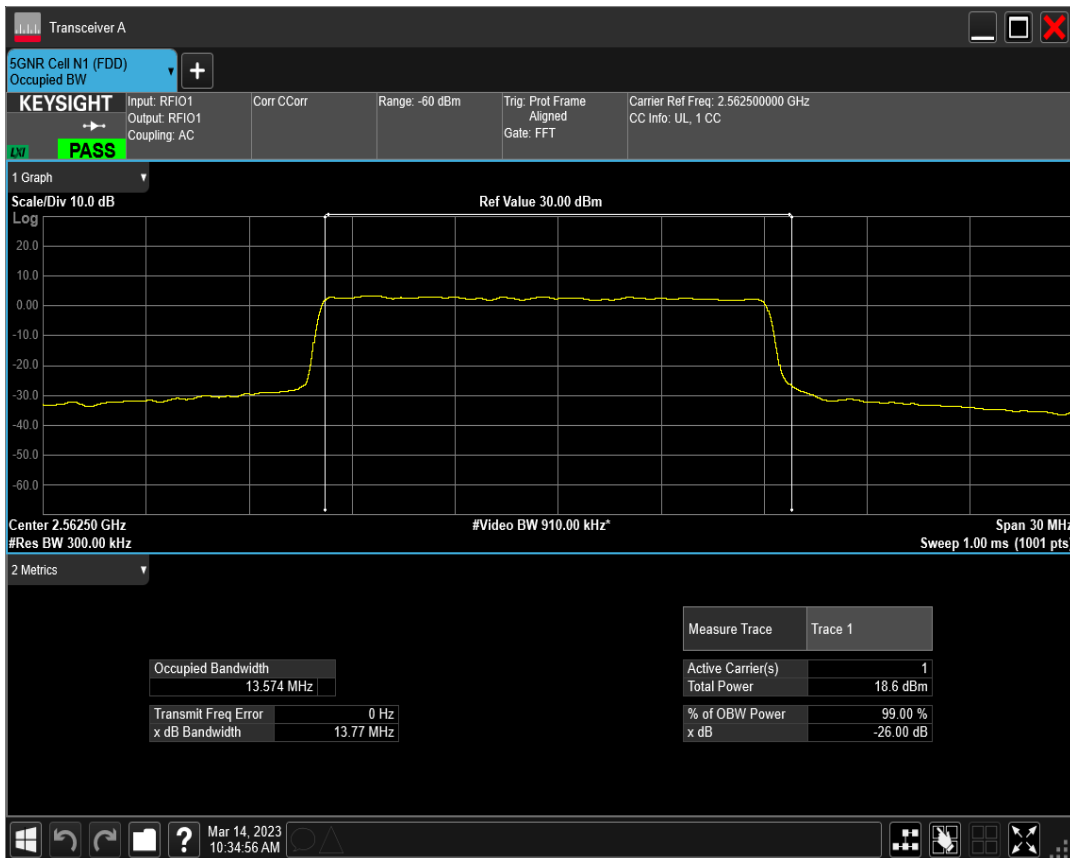 Transceiver A
5GNR Cell N1 (FDD)
Occupied BW
+
KEYSIGHT
LXI
PASS
Input: RFIO1
Output: RFIO1
Coupling: AC
Corr CCorr
Range: -60 dBm
Trig: Prot Frame
Aligned
Gate: FFT
Carrier Ref Freq: 2.562500000 GHz
CC Info: UL, 1 CC
1 Graph
Scale/Div 10.0 dB
Ref Value 30.00 dBm
Log
20.0
10.0
0.00
-10.0
-20.0
-30.0
-40.0
-50.0
-60.0
Center 2.56250 GHz
#Video BW 910.00 kHz*
Span 30 MHz
#Res BW 300.00 kHz
Sweep 1.00 ms (1001 pts)
2 Metrics
Measure Trace Trace 1
Occupied Bandwidth
13.574 MHz
Active Carrier(s) 1
Total Power 18.6 dBm
Transmit Freq Error 0 Hz
x dB Bandwidth 13.77 MHz
% of OBW Power 99.00 %
x dB -26.00 dB
?
Mar 14, 2023
10:34:56 AM